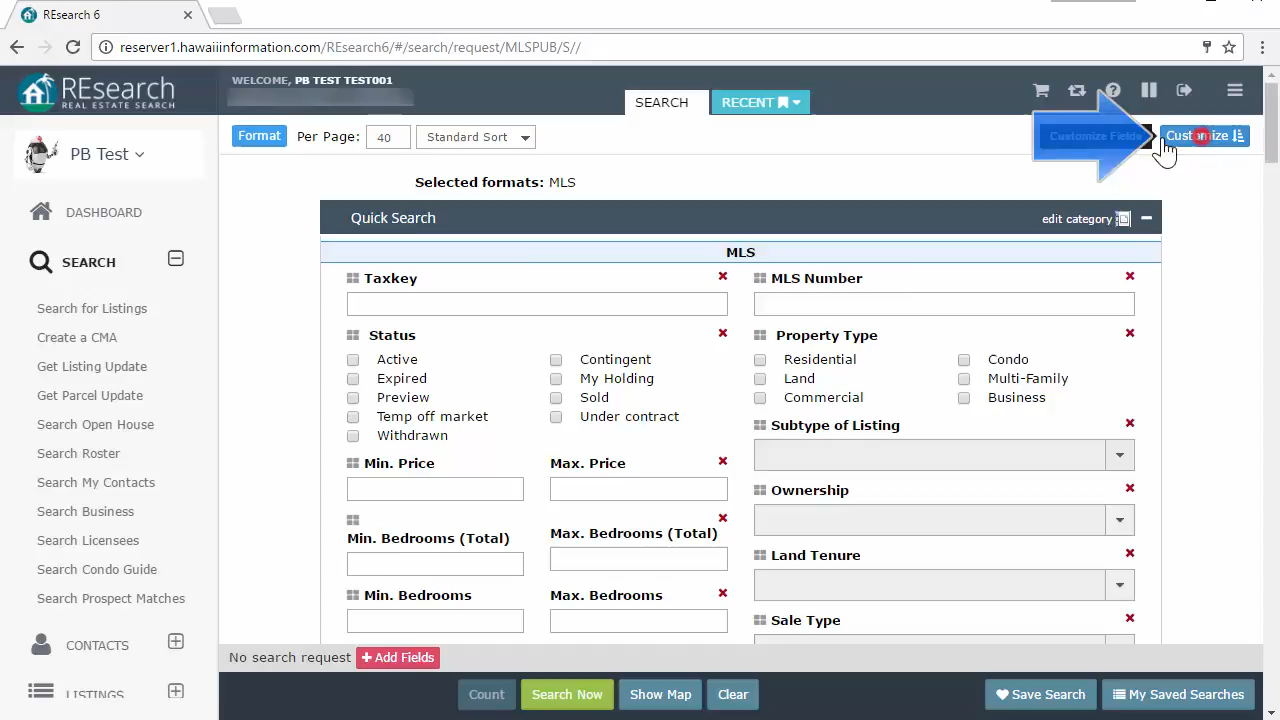 REsearch 6
reserver1.hawaiiinformation.com/REsearch6/#/search/request/MLSPUB/S//
REsearch
REAL ESTATE SEARCH
WELCOME, PB TEST TEST001
SEARCH
RECENT
PB Test
Format
Per Page:
40
Standard Sort
Customize Fields
Customize
Selected formats: MLS
DASHBOARD
SEARCH
Search for Listings
Create a CMA
Get Listing Update
Get Parcel Update
Search Open House
Search Roster
Search My Contacts
Search Business
Search Licensees
Search Condo Guide
Search Prospect Matches
CONTACTS
LISTINGS
Quick Search
edit category
MLS
Taxkey
MLS Number
Status
Active
Contingent
Expired
My Holding
Preview
Sold
Temp off market
Under contract
Withdrawn
Property Type
Residential
Condo
Land
Multi-Family
Commercial
Business
Subtype of Listing
Min. Price
Max. Price
Ownership
Min. Bedrooms (Total)
Max. Bedrooms (Total)
Land Tenure
Min. Bedrooms
Max. Bedrooms
Sale Type
No search request
+ Add Fields
Count
Search Now
Show Map
Clear
Save Search
My Saved Searches